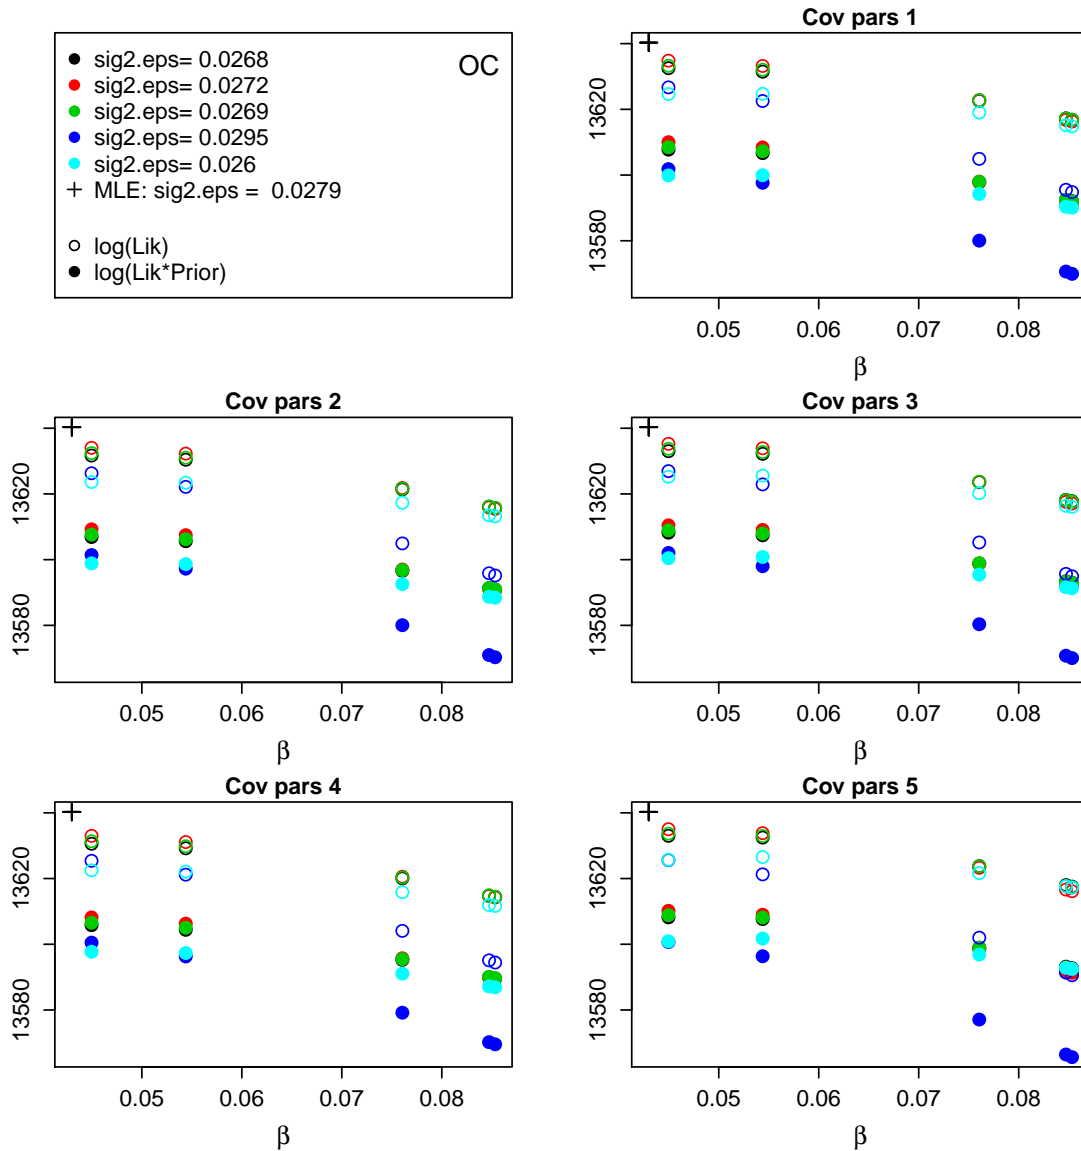 sig2.eps= 0.0268
OC
sig2.eps= 0.0272
sig2.eps= 0.0269
sig2.eps= 0.0295
sig2.eps= 0.026
MLE: sig2.eps =  0.0279
log(Lik)
log(Lik*Prior)
Cov pars 1
13620
13580
0.05 0.06 0.07 0.08
β
Cov pars 2
13620
13580
0.05 0.06 0.07 0.08
β
Cov pars 3
13620
13580
0.05 0.06 0.07 0.08
β
Cov pars 4
13620
13580
0.05 0.06 0.07 0.08
β
Cov pars 5
13620
13580
0.05 0.06 0.07 0.08
β